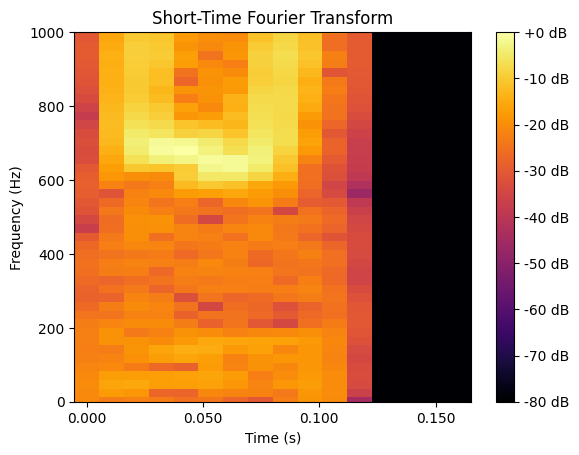 Short-Time Fourier Transform
1000
800
600
400
200
0
Frequency (Hz)
0.000
0.050
0.100
0.150
Time (s)
+0 dB
-10 dB
-20 dB
-30 dB
-40 dB
-50 dB
-60 dB
-70 dB
-80 dB